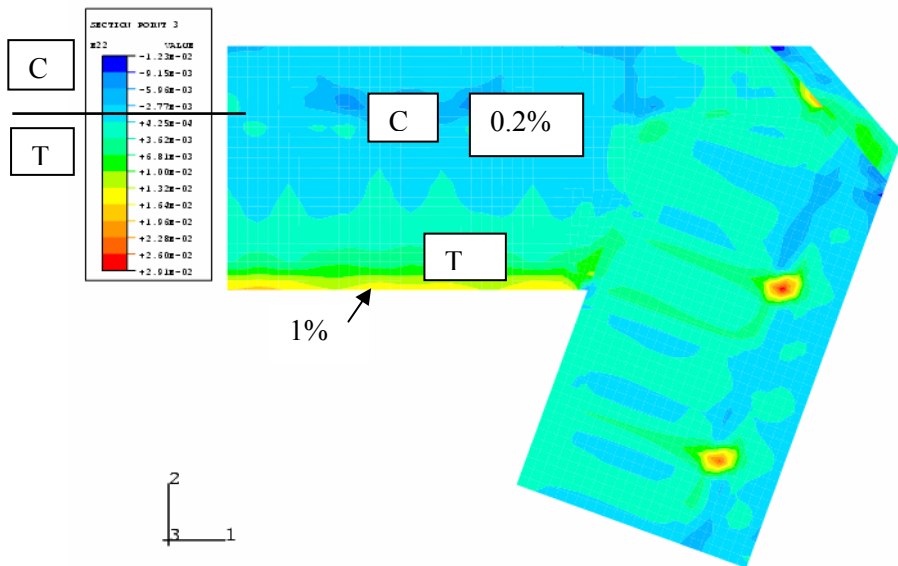 SECTION POINT 3
E22 VALUE
-1.23E-02
-9.15E-03
-5.96E-03
-2.77E-03
+4.25E-04
+3.62E-03
+6.81E-03
+1.00E-02
+1.32E-02
+1.64E-02
+1.96E-02
+2.28E-02
+2.60E-02
+2.91E-02
C
T
C
0.2%
T
1%
2
3
1